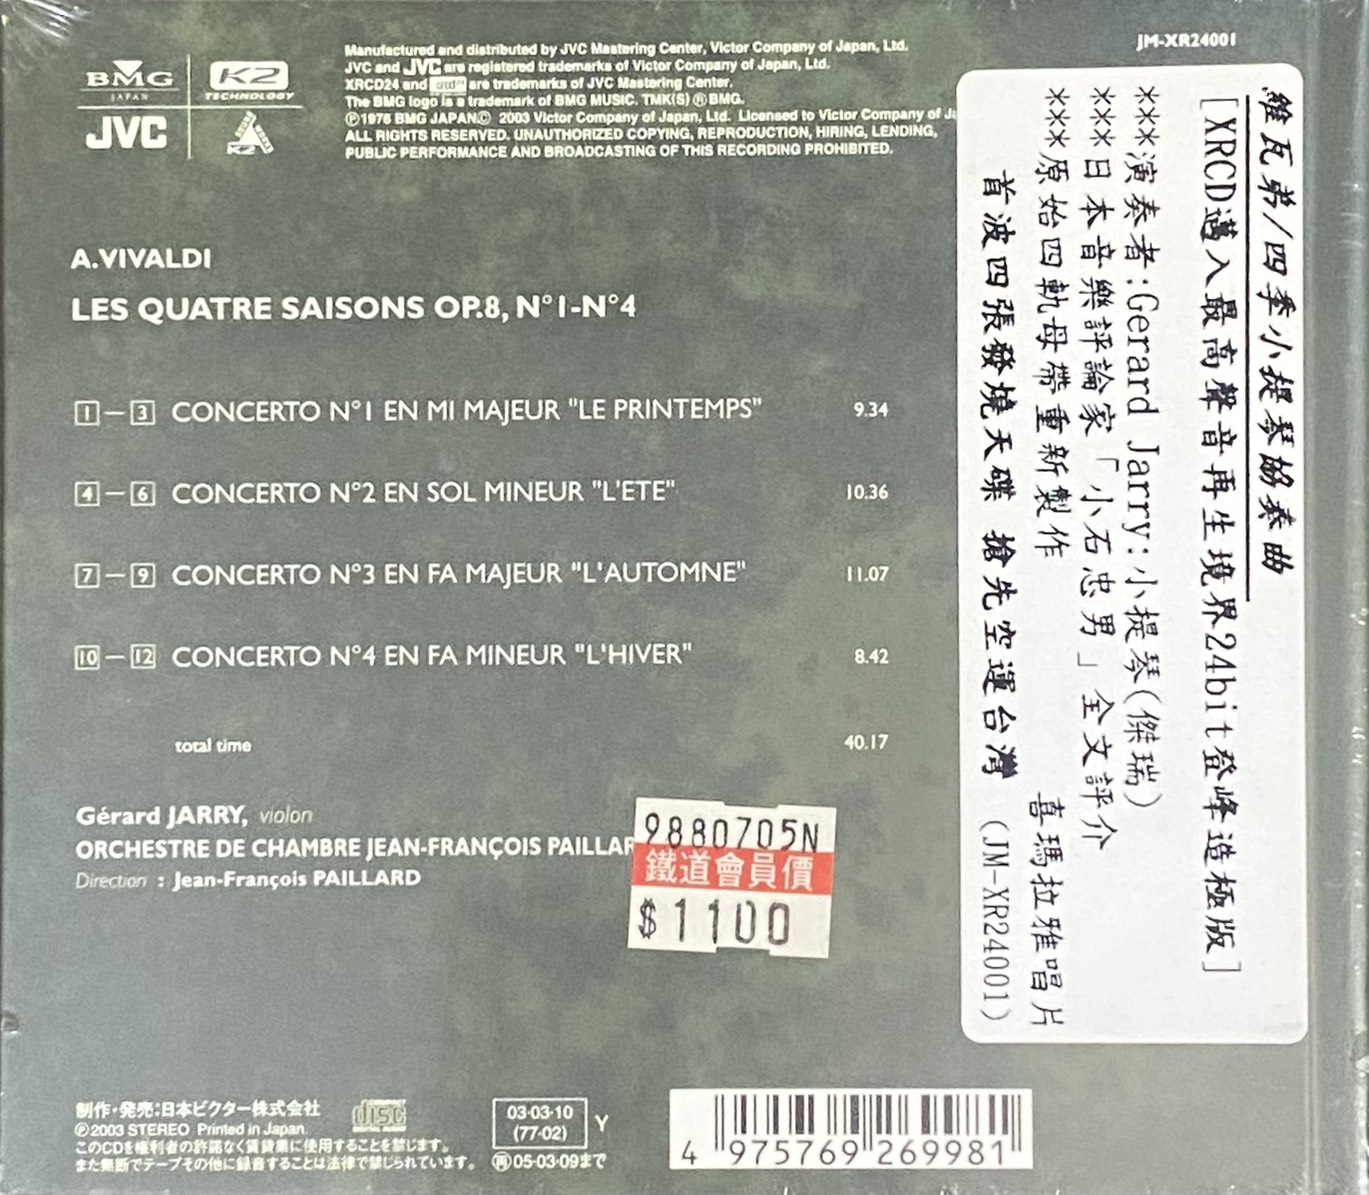 BMG
JAPAN
K2
TECHNOLOGY
JVC
K2
Manufactured and distributed by JVC Mastering Center, Victor Company of Japan, Ltd.
JVC and JVC are registered trademarks of Victor Company of Japan, Ltd.
XRCD24 and are trademarks of JVC Mastering Center.
The BMG logo is a trademark of BMG MUSIC. TMK(S) ® BMG.
Ⓟ1976 BMG JAPAN.© 2003 Victor Company of Japan, Ltd. Licensed to Victor Company of
ALL RIGHTS RESERVED. UNAUTHORIZED COPYING, REPRODUCTION, HIRING, LENDING,
PUBLIC PERFORMANCE AND BROADCASTING OF THIS RECORDING PROHIBITED.
JM-XR24001
A.VIVALDI
LES QUATRE SAISONS OP.8, N°1-N°4
1-3 CONCERTO N°1 EN MI MAJEUR "LE PRINTEMPS" 9.34
4-6 CONCERTO N°2 EN SOL MINEUR "L'ETE" 10.36
7-9 CONCERTO N°3 EN FA MAJEUR "L'AUTOMNE" 11.07
10-12 CONCERTO N°4 EN FA MINEUR "L'HIVER" 8.42
total time 40.17
Gérard JARRY, violon
ORCHESTRE DE CHAMBRE JEAN-FRANÇOIS PAILLAR
Direction : Jean-François PAILLARD
9880705N
鐵道會員價
$1100
維瓦弟/四季小提琴協奏曲
[XRCD邁入最高聲音再生境界24bit登峰造極版]
***演奏者:Gerard Jarry:小提琴(傑瑞)
***日本音樂評論家「小石忠男」全文評介
***原始四軌母帶重新製作 喜瑪拉雅唱片
首波四張發燒天碟 搶先空運台灣 (JM-XR24001)
制作・発売:日本ビクター株式会社
Ⓟ2003 STEREO Printed in Japan.
このCDを権利者の許諾なく賃貸業に使用することを禁じます。
また無断でテープその他に録音することは法律で禁じられています。
disc
DIGITAL AUDIO
03·03·10
(77·02)
Y
再05·03·09まで
4 975769 269981